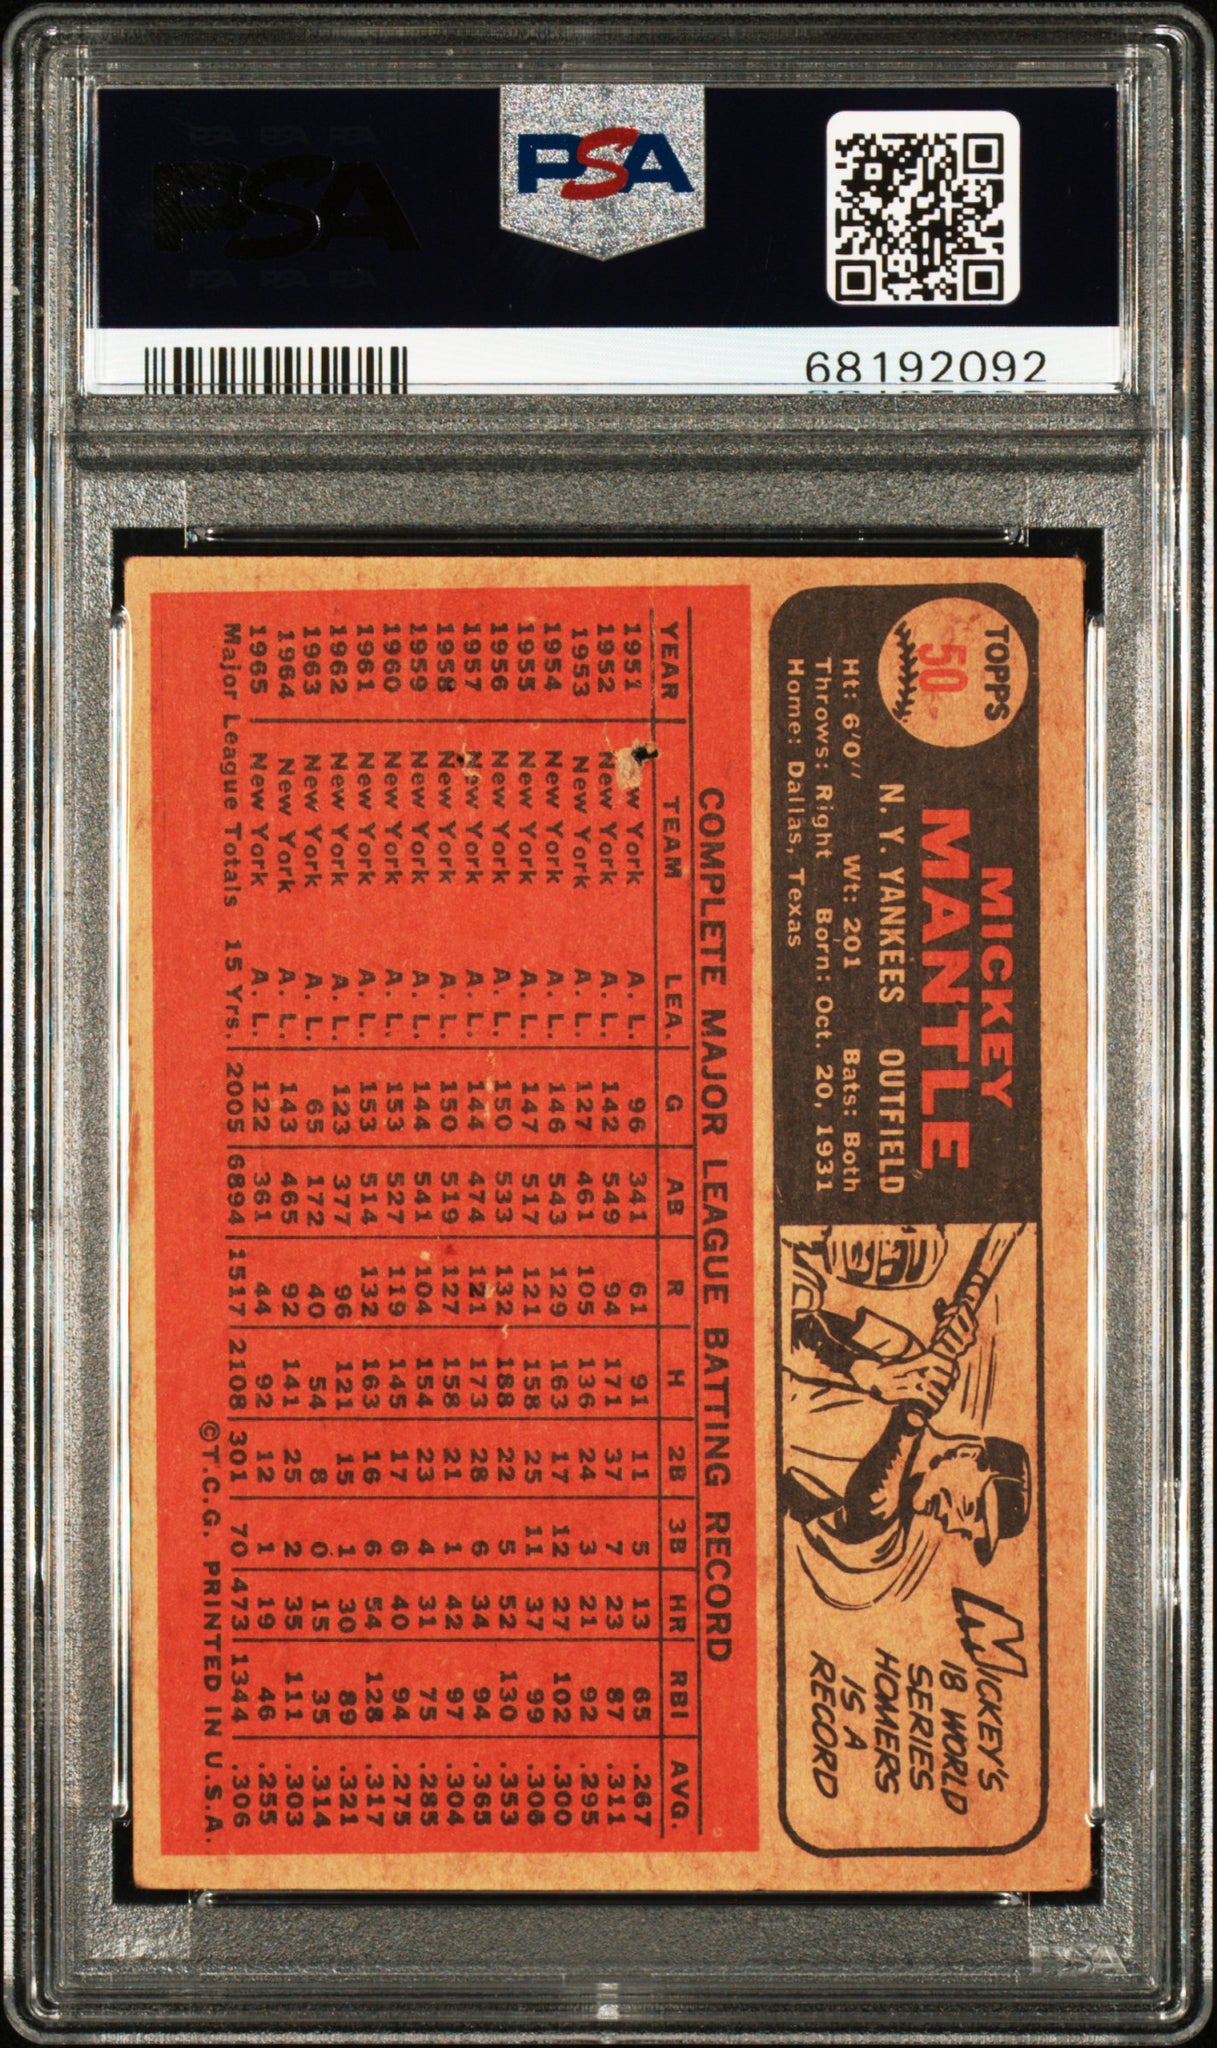 PSA PSA PSA
PSA
PSA PSA PSA
PSA
68192092
TOPPS
50
MICKEY
MANTLE
N. Y. YANKEES OUTFIELD
Ht: 6'0'' Wt: 201 Bats: Both
Throws: Right Born: Oct. 20, 1931
Home: Dallas, Texas
MICKEY'S
18 WORLD
SERIES
HOMERS
IS A
RECORD
COMPLETE MAJOR LEAGUE BATTING RECORD
YEAR TEAM LEA. G AB R H 2B 3B HR RBI AVG.
1951 York A. L. 96 341 61 91 11 5 13 65 .267
1952 New York A. L. 142 549 94 171 37 7 23 87 .311
1953 New York A. L. 127 461 105 136 24 3 21 92 .295
1954 New York A. L. 146 543 129 163 17 12 27 102 .300
1955 New York A. L. 147 517 121 158 25 11 37 99 .306
1956 New York A. L. 150 533 132 188 22 5 52 130 .353
1957 New York A. L. 144 474 121 173 28 6 34 94 .365
1958 New York A. L. 150 519 127 158 21 1 42 97 .304
1959 New York A. L. 144 541 104 154 23 4 31 75 .285
1960 New York A. L. 153 527 119 145 17 6 40 94 .275
1961 New York A. L. 153 514 132 163 16 6 54 128 .317
1962 New York A. L. 123 377 96 121 15 1 30 89 .321
1963 New York A. L. 65 172 40 54 8 0 15 35 .314
1964 New York A. L. 143 465 92 141 25 2 35 111 .303
1965 New York A. L. 122 361 44 92 12 1 19 46 .255
Major League Totals 15 Yrs. 2005 6894 1517 2108 301 70 473 1344 .306
©T.C.G. PRINTED IN U.S.A.
PSA